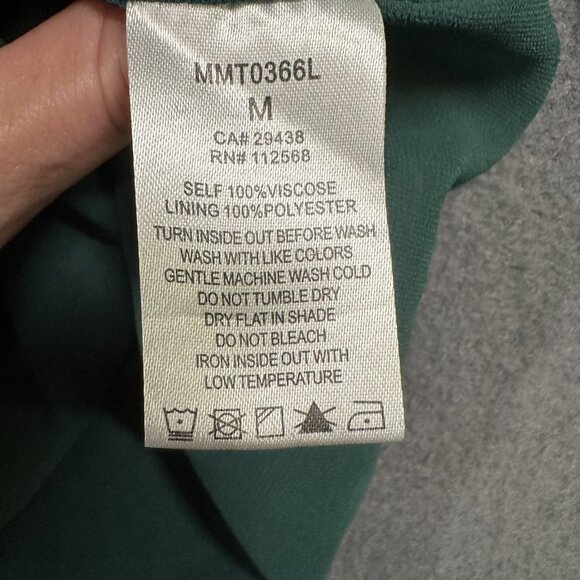 MMT0366L
M
CA# 29438
RN# 112568
SELF 100%VISCOSE
LINING 100%POLYESTER
TURN INSIDE OUT BEFORE WASH
WASH WITH LIKE COLORS
GENTLE MACHINE WASH COLD
DO NOT TUMBLE DRY
DRY FLAT IN SHADE
DO NOT BLEACH
IRON INSIDE OUT WITH
LOW TEMPERATURE